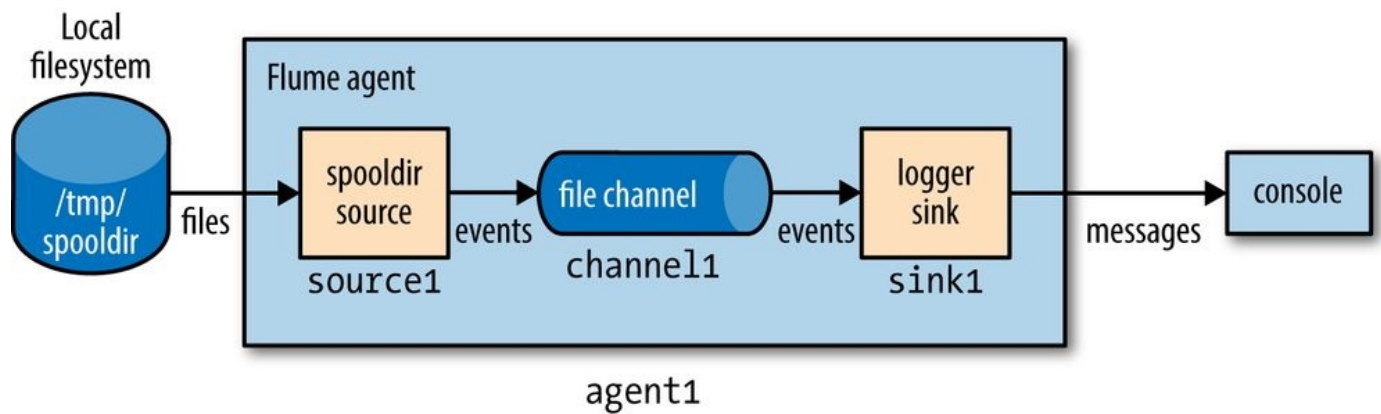 Local
filesystem
/tmp/
spooldir
files
Flume agent
spooldir
source
source1
events
file channel
channel1
events
logger
sink
sink1
messages
console
agent1